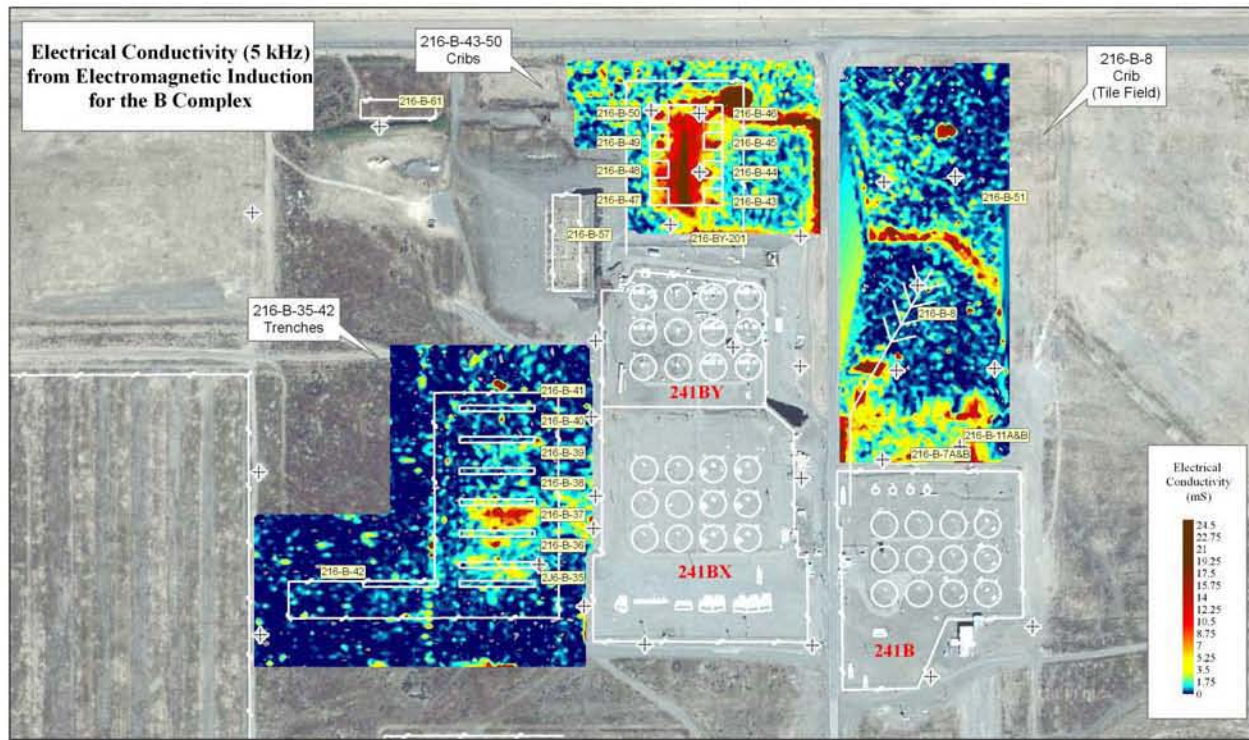 Electrical Conductivity (5 kHz)
from Electromagnetic Induction
for the B Complex
216-B-43-50
Cribs
216-B-8
Crib
(Tile Field)
216-B-61
216-B-50
216-B-46
216-B-49
216-B-45
216-B-48
216-B-44
216-B-47
216-B-43
216-B-51
216-B-57
216-BY-201
216-B-35-42
Trenches
216-B-8
241BY
216-B-41
216-B-40
216-B-39
216-B-38
216-B-37
216-B-36
216-B-35
216-B-42
216-B-11A&B
216-B-7A&B
241BX
241B
Electrical
Conductivity
(mS)
24.5
22.75
21
19.25
17.5
15.75
14
12.25
10.5
8.75
7
5.25
3.5
1.75
0